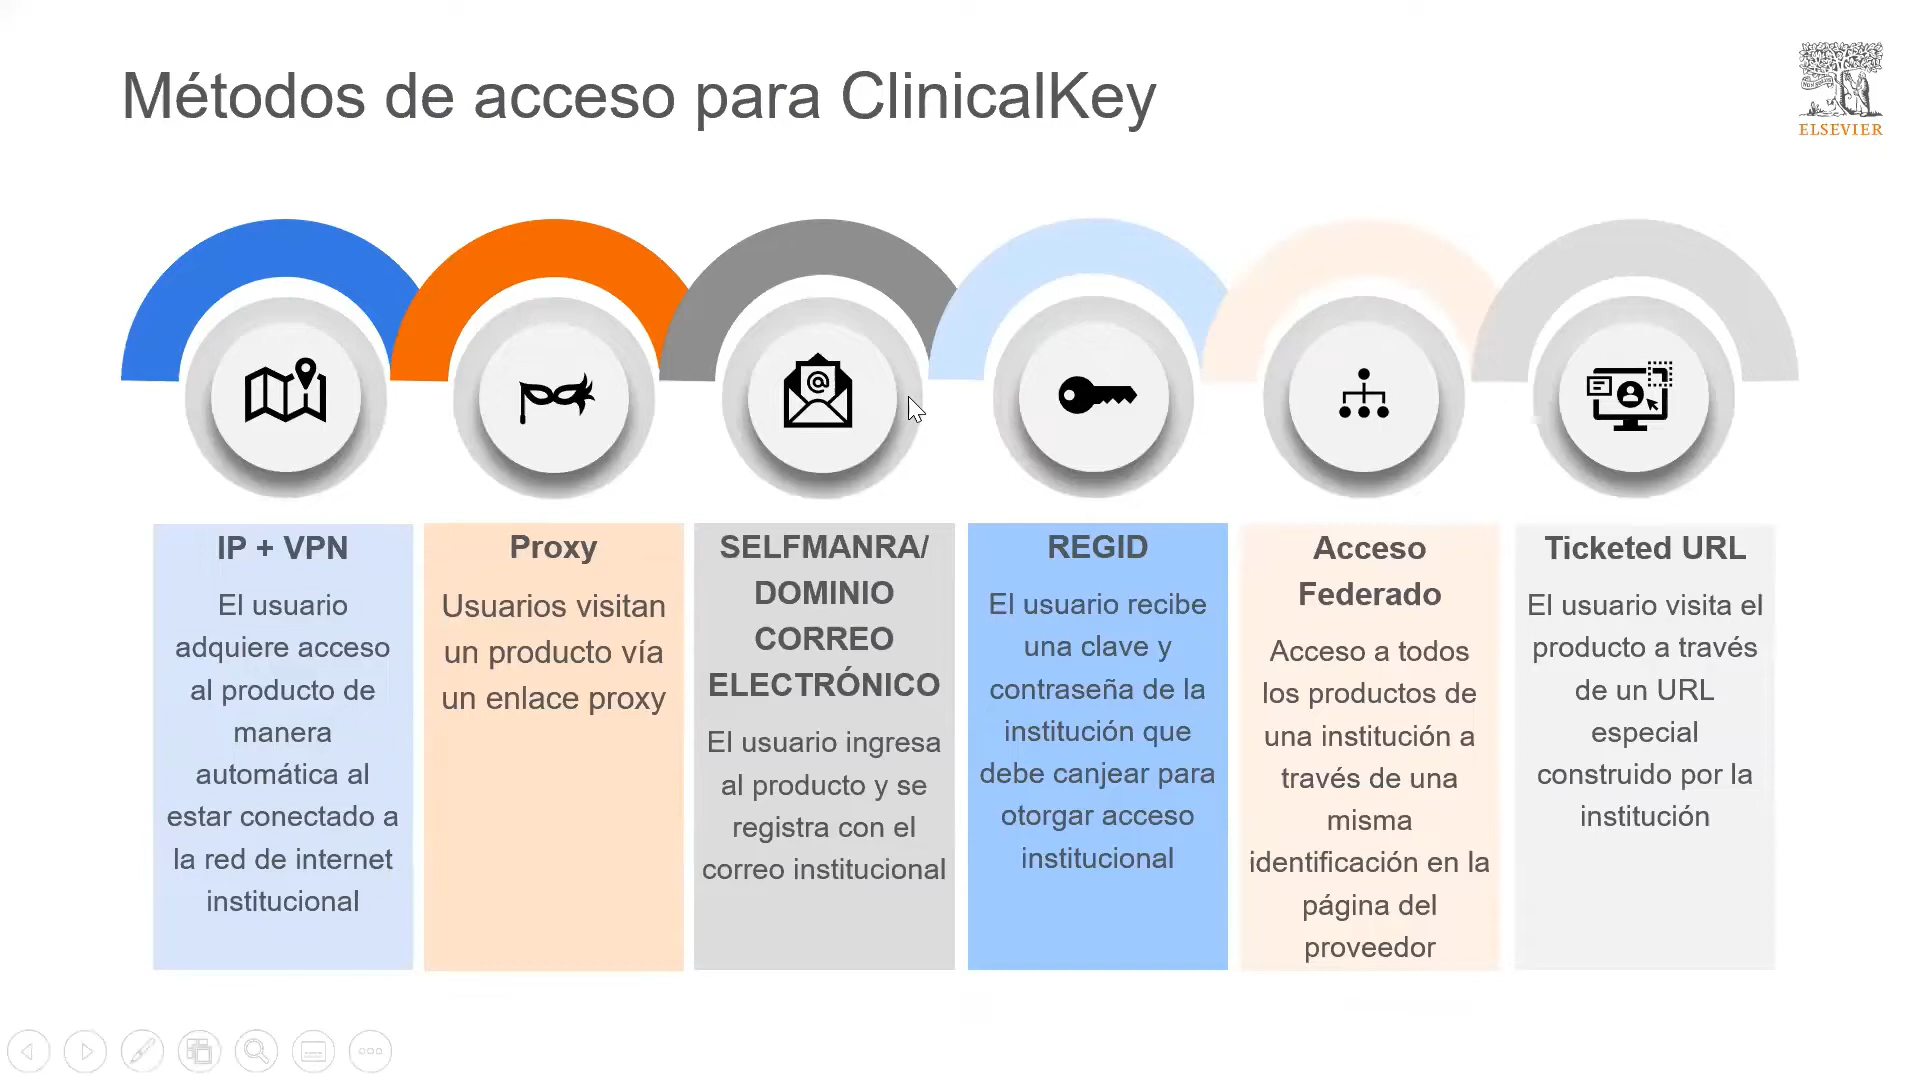 Métodos de acceso para ClinicalKey
ELSEVIER
IP + VPN
El usuario
adquiere acceso
al producto de
manera
automática al
estar conectado a
la red de internet
institucional
Proxy
Usuarios visitan
un producto vía
un enlace proxy
SELFMANRA/
DOMINIO
CORREO
ELECTRÓNICO
El usuario ingresa
al producto y se
registra con el
correo institucional
REGID
El usuario recibe
una clave y
contraseña de la
institución que
debe canjear para
otorgar acceso
institucional
Acceso
Federado
Acceso a todos
los productos de
una institución a
través de una
misma
identificación en la
página del
proveedor
Ticketed URL
El usuario visita el
producto a través
de un URL
especial
construido por la
institución